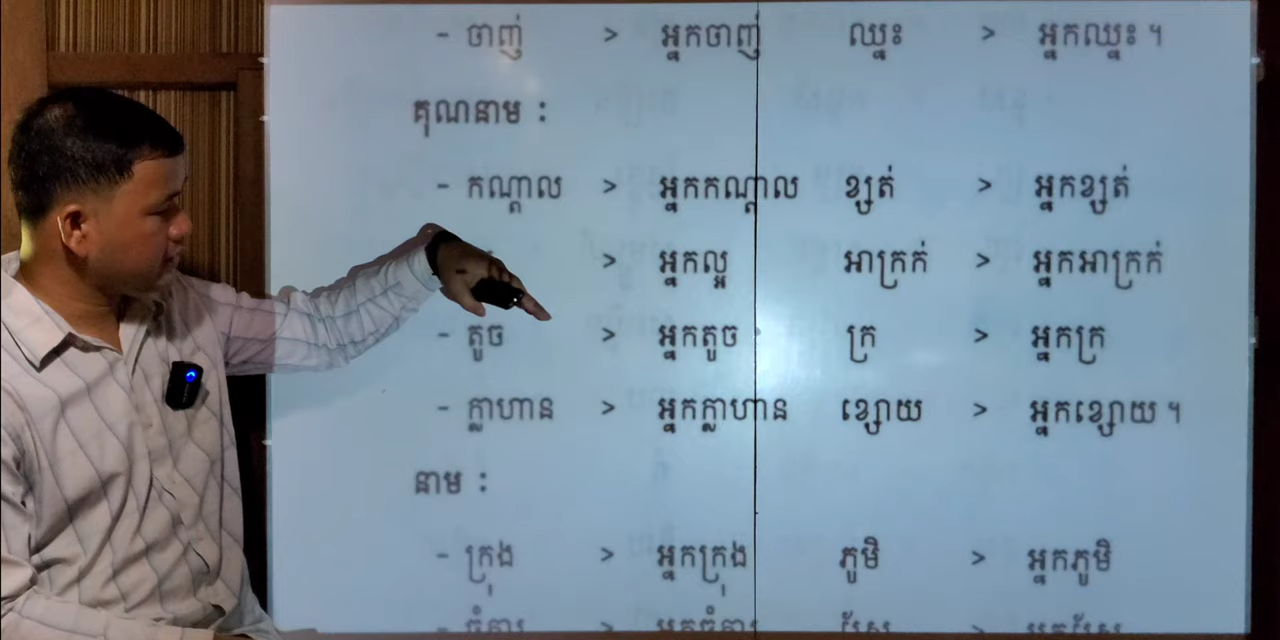 - ចាញ់ > អ្នកចាញ់ ឈ្នះ > អ្នកឈ្នះ ។
គុណនាម :
- កណ្ដាល > អ្នកកណ្ដាល ខ្សត់ > អ្នកខ្សត់
> អ្នកល្អ អាក្រក់ > អ្នកអាក្រក់
- តូច > អ្នកតូច ក្រ > អ្នកក្រ
- ក្លាហាន > អ្នកក្លាហាន ខ្សោយ > អ្នកខ្សោយ ។
នាម :
- ក្រុង > អ្នកក្រុង ភូមិ > អ្នកភូមិ